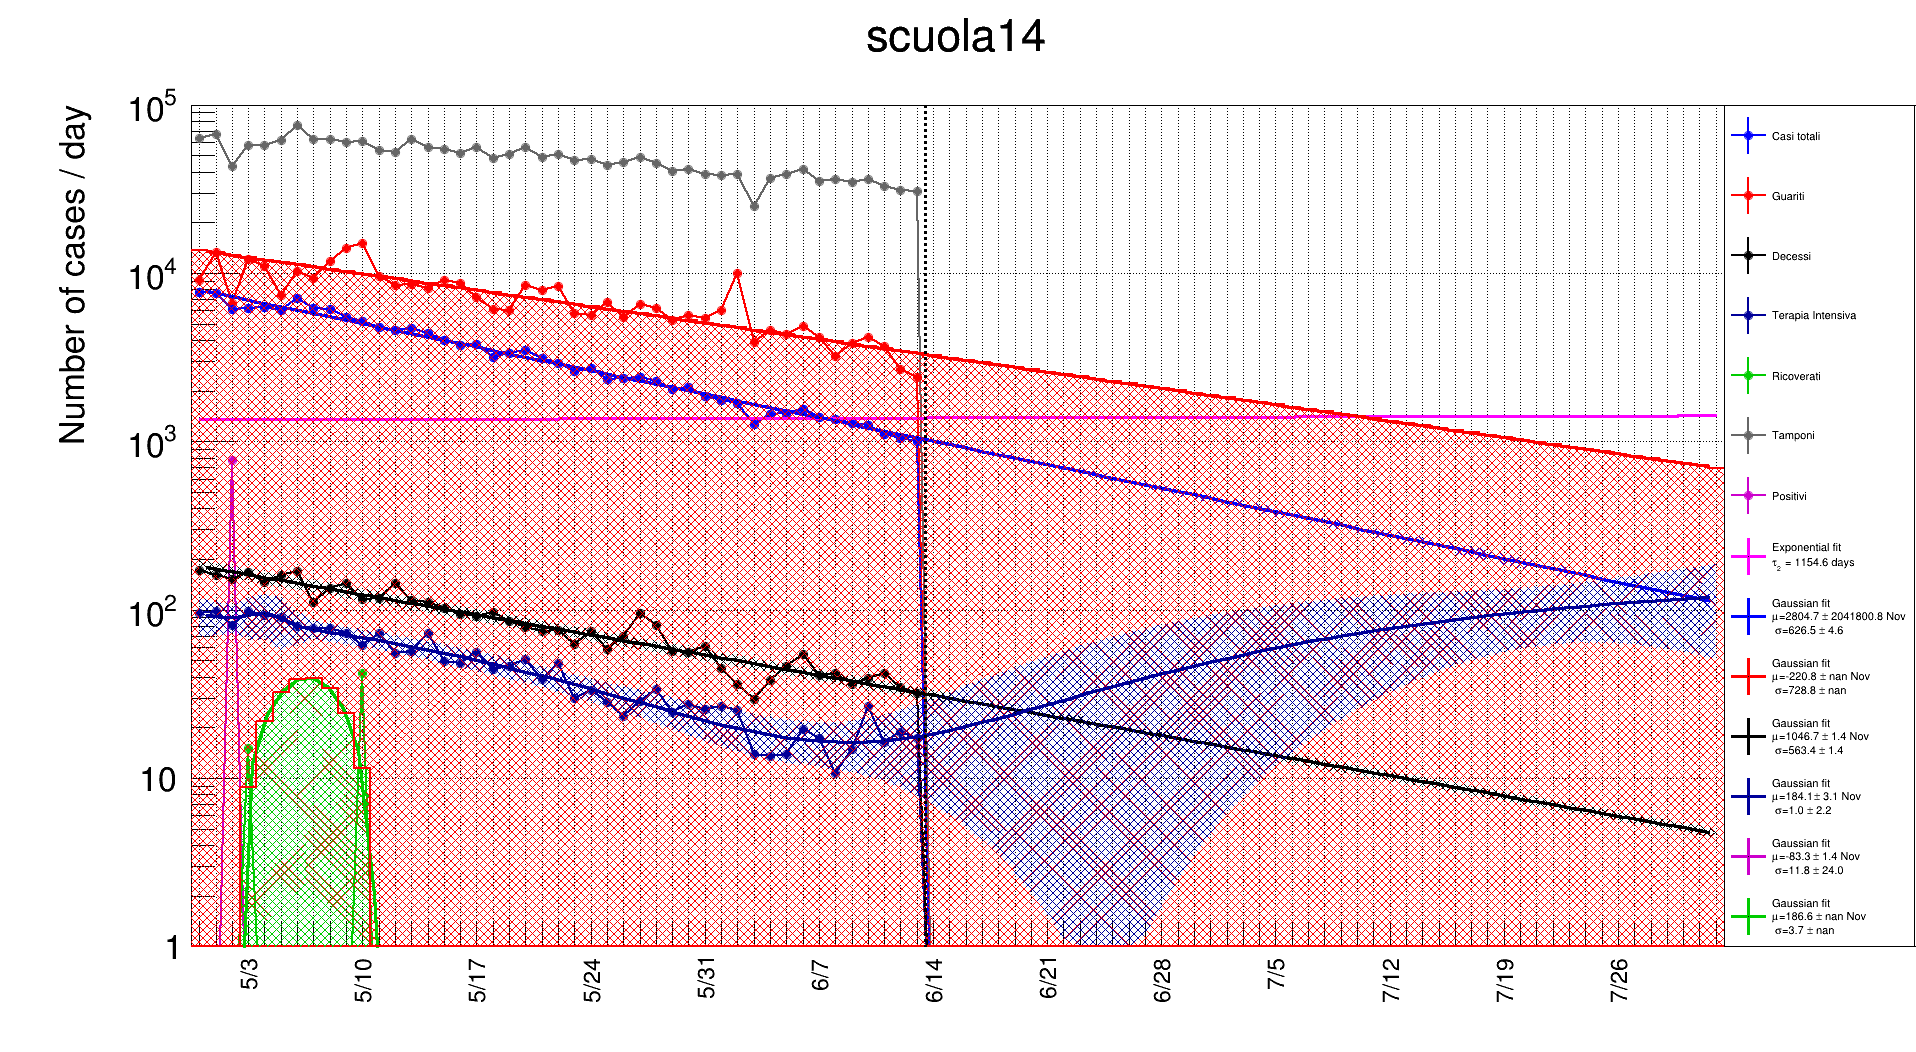 scuola14
Number of cases / day
10^5
10^4
10^3
10^2
10
1
5/3
5/10
5/17
5/24
5/31
6/7
6/14
6/21
6/28
7/5
7/12
7/19
7/26
Casi totali
Guariti
Decessi
Terapia Intensiva
Ricoverati
Tamponi
Positivi
Exponential fit
τ₂ = 1154.6 days
Gaussian fit
μ=2804.7 ± 2041800.8 Nov
σ=626.5 ± 4.6
Gaussian fit
μ=-220.8 ± nan Nov
σ=728.8 ± nan
Gaussian fit
μ=1046.7 ± 1.4 Nov
σ=563.4 ± 1.4
Gaussian fit
μ=184.1 ± 3.1 Nov
σ=1.0 ± 2.2
Gaussian fit
μ=-83.3 ± 1.4 Nov
σ=11.8 ± 24.0
Gaussian fit
μ=186.6 ± nan Nov
σ=3.7 ± nan